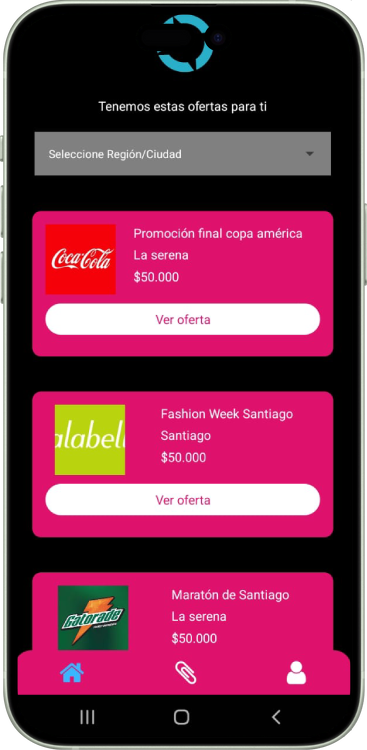 Tenemos estas ofertas para ti
Seleccione Región/Ciudad
Coca Cola
Promoción final copa américa
La serena
$50.000
Ver oferta
alabell
Fashion Week Santiago
Santiago
$50.000
Ver oferta
Gatorade
Maratón de Santiago
La serena
$50.000